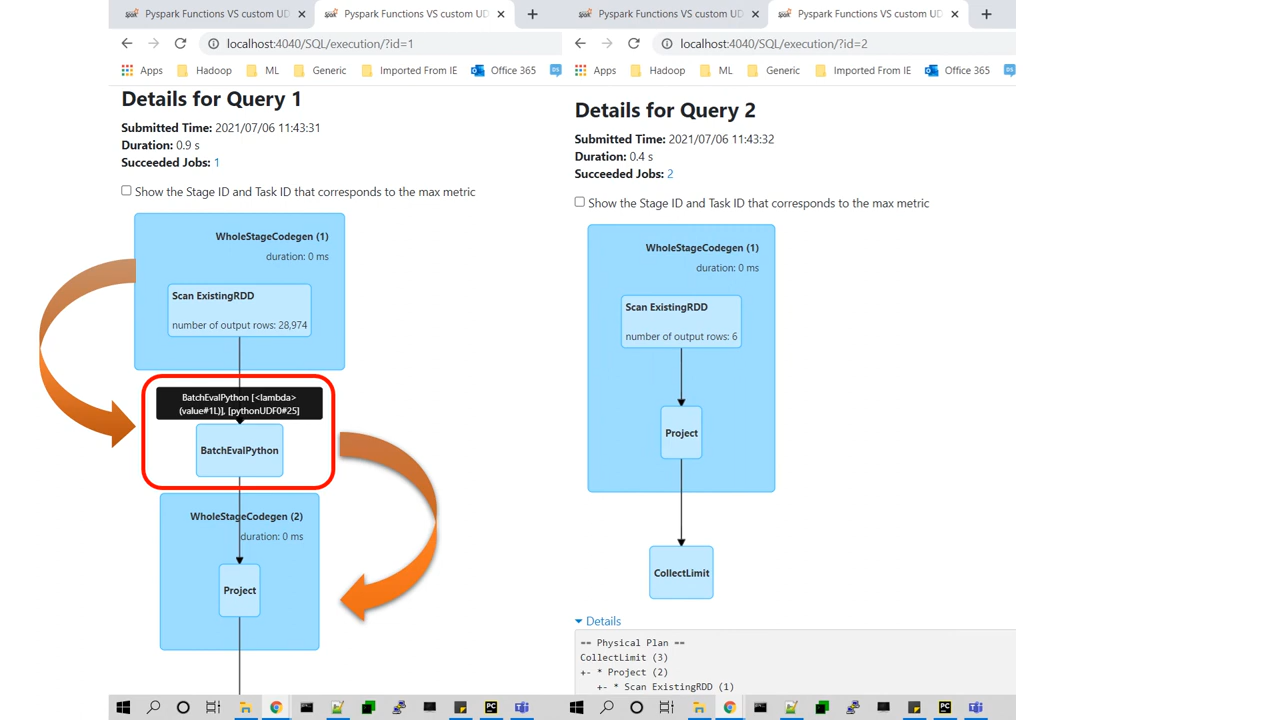 Pyspark Functions VS custom UD
Pyspark Functions VS custom UD
localhost:4040/SQL/execution/?id=1
Apps
Hadoop
ML
Generic
Imported From IE
Office 365
Details for Query 1
Submitted Time: 2021/07/06 11:43:31
Duration: 0.9 s
Succeeded Jobs: 1
Show the Stage ID and Task ID that corresponds to the max metric
WholeStageCodegen (1)
duration: 0 ms
Scan ExistingRDD
number of output rows: 28,974
BatchEvalPython [<lambda>
(value#1L)], [pythonUDF0#25]
BatchEvalPython
WholeStageCodegen (2)
duration: 0 ms
Project
Pyspark Functions VS custom UD
Pyspark Functions VS custom UD
localhost:4040/SQL/execution/?id=2
Apps
Hadoop
ML
Generic
Imported From IE
Office 365
Details for Query 2
Submitted Time: 2021/07/06 11:43:32
Duration: 0.4 s
Succeeded Jobs: 2
Show the Stage ID and Task ID that corresponds to the max metric
WholeStageCodegen (1)
duration: 0 ms
Scan ExistingRDD
number of output rows: 6
Project
CollectLimit
Details
== Physical Plan ==
CollectLimit (3)
+- * Project (2)
+- * Scan ExistingRDD (1)